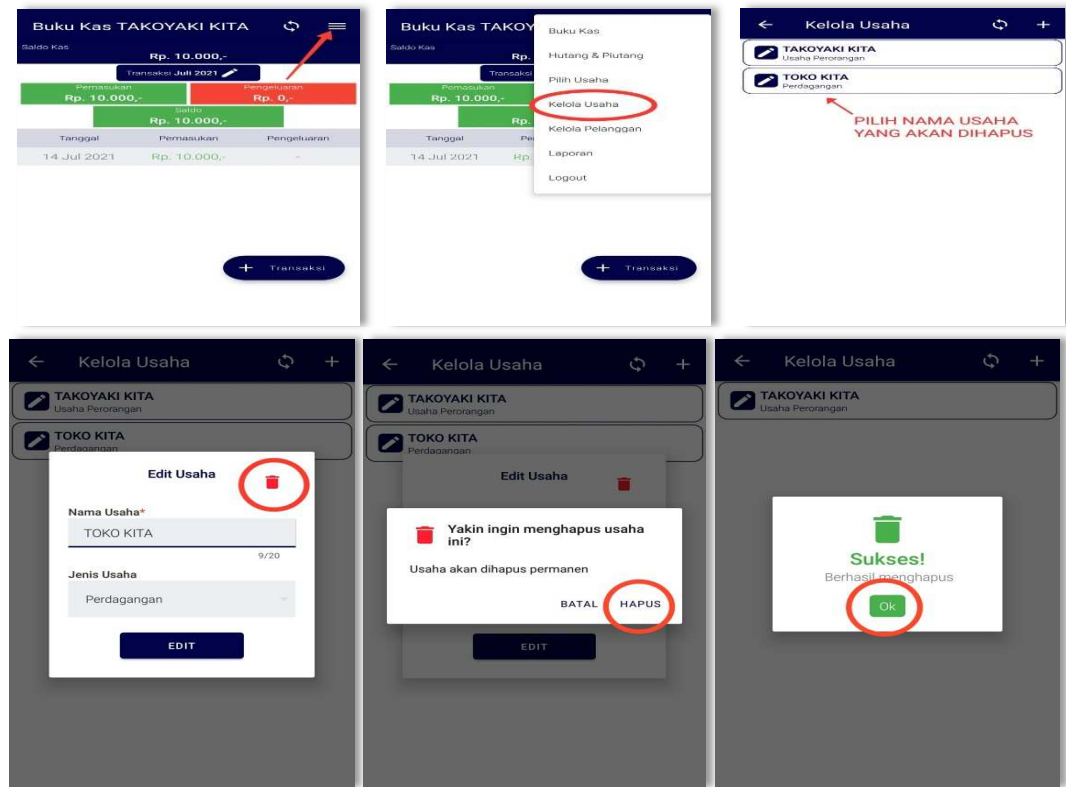 Buku Kas TAKOYAKI KITA
Saldo Kas
Rp. 10.000,-
Transaksi Juli 2021
Pemasukan
Rp. 10.000,-
Pengeluaran
Rp. 0,-
Saldo
Rp. 10.000,-
Tanggal Pemasukan Pengeluaran
14 Jul 2021 Rp. 10.000,- -
+ Transaksi
Buku Kas TAKOY
Saldo Kas
Rp.
Transaksi
Pemasukan
Rp. 10.000,-
Rp.
Tanggal Pe
14 Jul 2021 Rp.
Buku Kas
Hutang & Piutang
Pilih Usaha
Kelola Usaha
Kelola Pelanggan
Laporan
Logout
+ Transaksi
Kelola Usaha
TAKOYAKI KITA
Usaha Perorangan
TOKO KITA
Perdagangan
PILIH NAMA USAHA
YANG AKAN DIHAPUS
Kelola Usaha
TAKOYAKI KITA
Usaha Perorangan
TOKO KITA
Perdagangan
Edit Usaha
Nama Usaha*
TOKO KITA
9/20
Jenis Usaha
Perdagangan
EDIT
Kelola Usaha
TAKOYAKI KITA
Usaha Perorangan
TOKO KITA
Perdagangan
Edit Usaha
Yakin ingin menghapus usaha
ini?
Usaha akan dihapus permanen
BATAL HAPUS
EDIT
Kelola Usaha
TAKOYAKI KITA
Usaha Perorangan
Sukses!
Berhasil menghapus
Ok